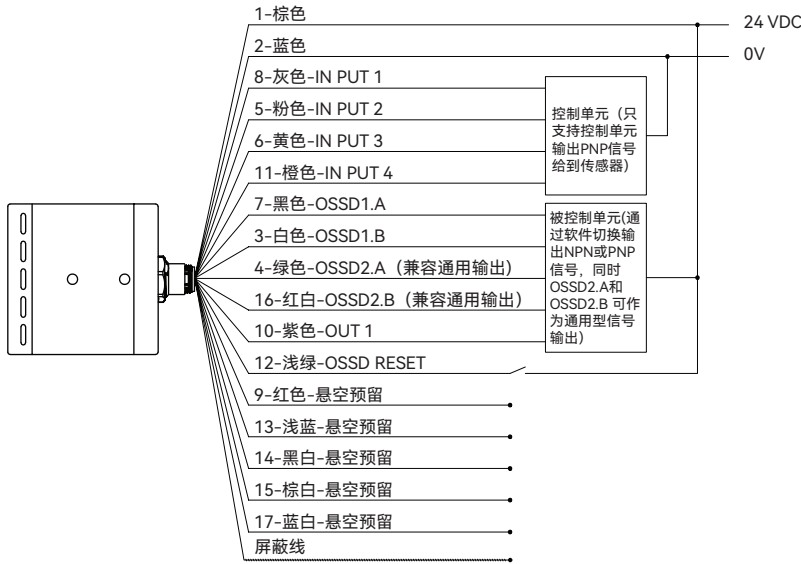 1-棕色
24 VDC
2-蓝色
0V
8-灰色-IN PUT 1
5-粉色-IN PUT 2
6-黄色-IN PUT 3
11-橙色-IN PUT 4
控制单元（只
支持控制单元
输出PNP信号
给到传感器）
7-黑色-OSSD1.A
3-白色-OSSD1.B
4-绿色-OSSD2.A（兼容通用输出）
16-红白-OSSD2.B（兼容通用输出）
10-紫色-OUT 1
被控制单元(通
过软件切换输
出NPN或PNP
信号，同时
OSSD2.A和
OSSD2.B 可作
为通用型信号
输出）
12-浅绿-OSSD RESET
9-红色-悬空预留
13-浅蓝-悬空预留
14-黑白-悬空预留
15-棕白-悬空预留
17-蓝白-悬空预留
屏蔽线